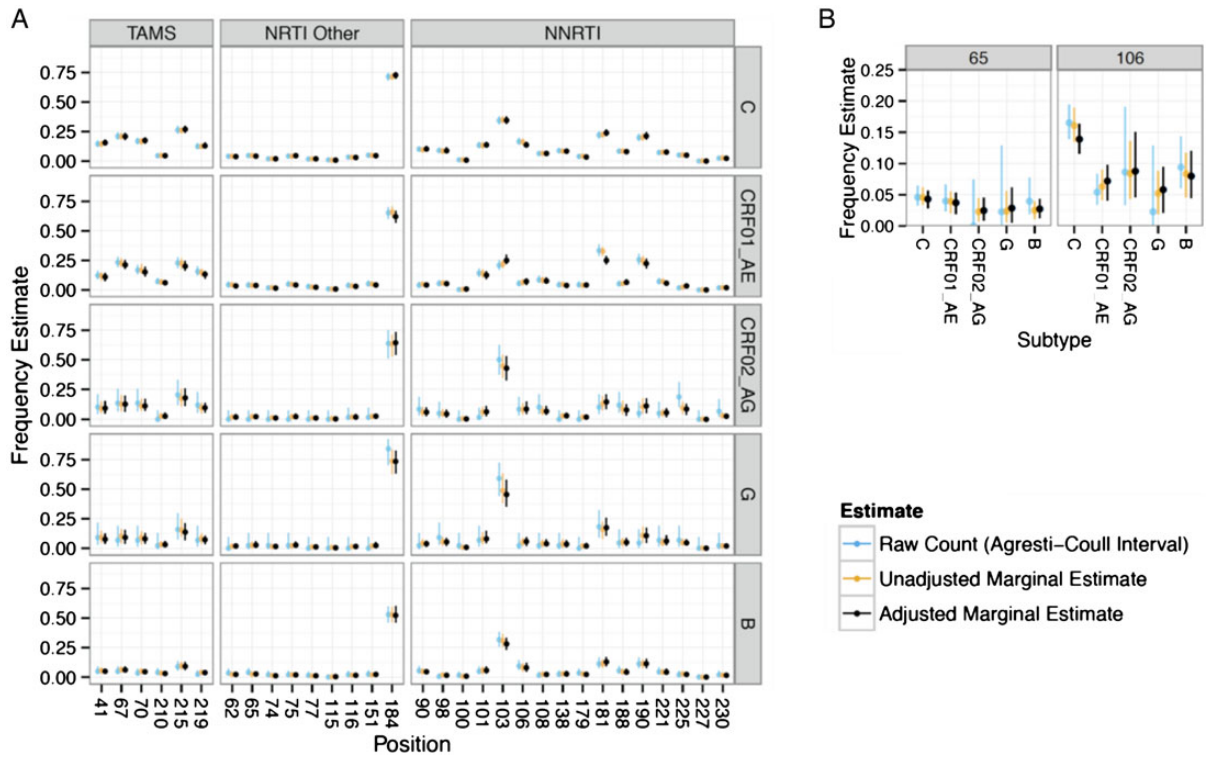 A
TAMS NRTI Other NNRTI
Frequency Estimate
0.75
0.50
0.25
0.00
C
0.75
0.50
0.25
0.00
CRF01_AE
0.75
0.50
0.25
0.00
CRF02_AG
0.75
0.50
0.25
0.00
G
0.75
0.50
0.25
0.00
B
41 67 70 210 215 219 62 65 74 75 77 115 116 151 184 90 98 100 101 103 106 108 138 179 181 188 190 221 225 227 230
Position
B
65 106
Frequency Estimate
0.25
0.20
0.15
0.10
0.05
0.00
C CRF01_AE CRF02_AG G B C CRF01_AE CRF02_AG G B
Subtype
Estimate
Raw Count (Agresti–Coull Interval)
Unadjusted Marginal Estimate
Adjusted Marginal Estimate